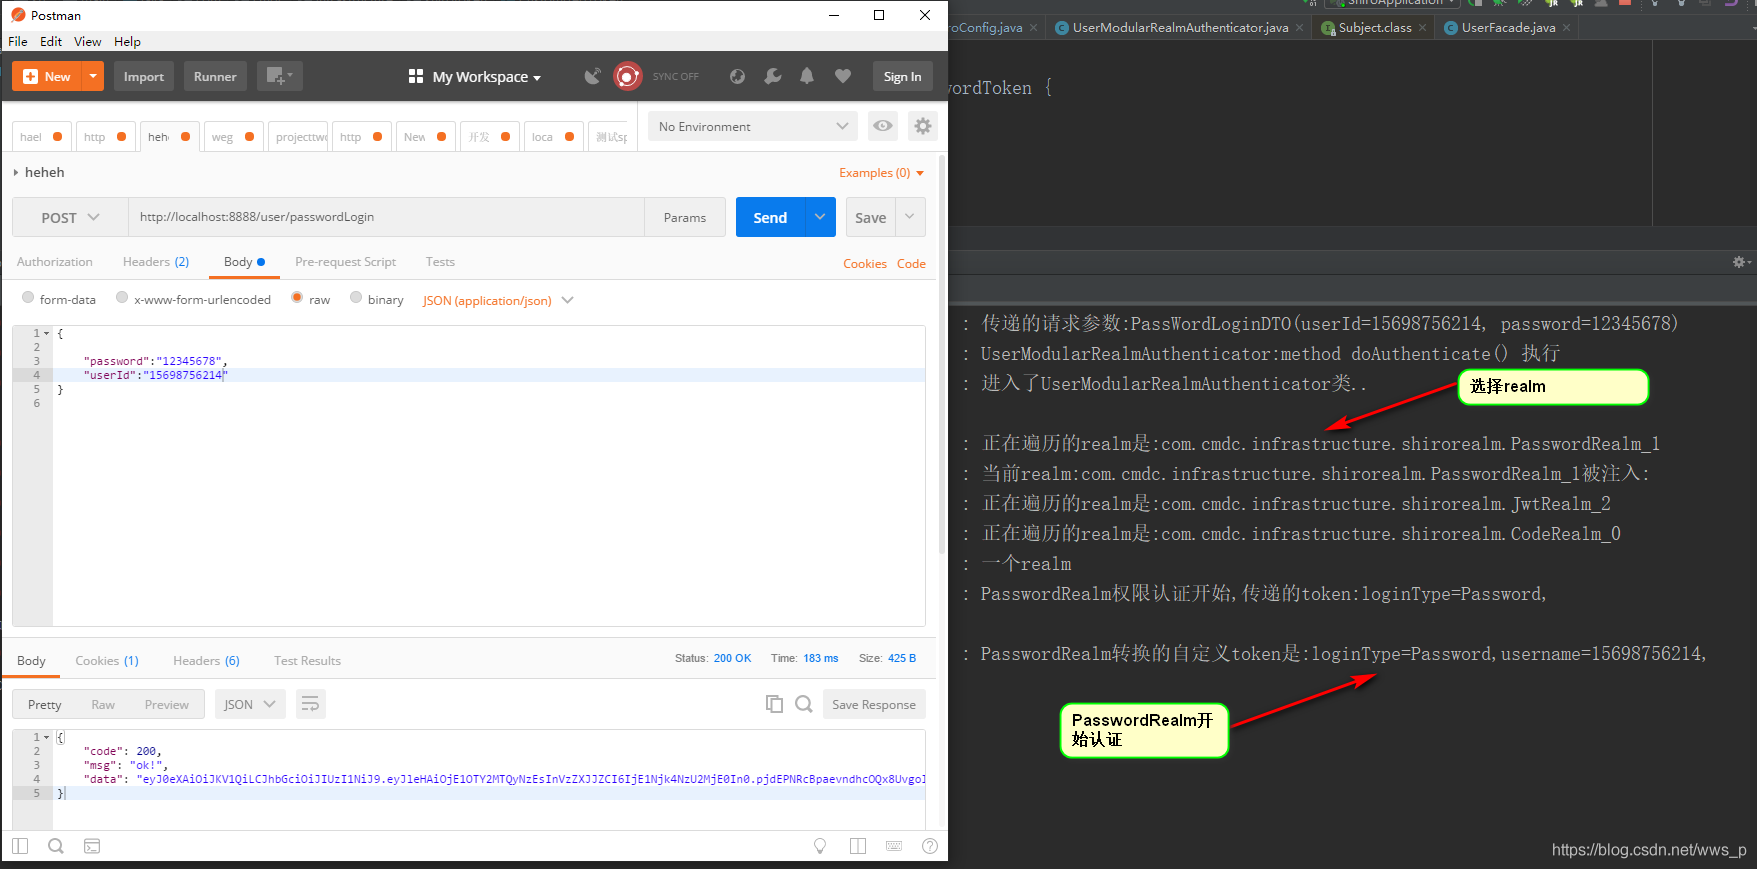 Postman
File Edit View Help
New Import Runner My Workspace SYNC OFF Sign In
hael http heh weg projecttw http New 开发 loca 测试sp
No Environment
heheh
Examples (0)
POST http://localhost:8888/user/passwordLogin Params Send Save
Authorization Headers (2) Body Pre-request Script Tests Cookies Code
form-data x-www-form-urlencoded raw binary JSON (application/json)
1 {
2
3 "password":"12345678",
4 "userId":"15698756214"
5 }
6
Body Cookies (1) Headers (6) Test Results Status: 200 OK Time: 183 ms Size: 425 B
Pretty Raw Preview JSON Save Response
1 {
2 "code": 200,
3 "msg": "ok!",
4 "data": "eyJ0eXAiOiJKV1QiLCJhbGciOiJIUzI1NiJ9.eyJleHAiOjE1OTY2MTQyNzEsInVzZXJJZCI6IjE1Njk4NzU2MjE0In0.pjdEPNRcBpaevndhcOQx8Uvgo
5 }
ShiroApplication
roConfig.java UserModularRealmAuthenticator.java Subject.class UserFacade.java
wordToken {
: 传递的请求参数:PassWordLoginDTO(userId=15698756214, password=12345678)
: UserModularRealmAuthenticator:method doAuthenticate() 执行
: 进入了UserModularRealmAuthenticator类..
选择realm
: 正在遍历的realm是:com.cmdc.infrastructure.shirorealm.PasswordRealm_1
: 当前realm:com.cmdc.infrastructure.shirorealm.PasswordRealm_1被注入:
: 正在遍历的realm是:com.cmdc.infrastructure.shirorealm.JwtRealm_2
: 正在遍历的realm是:com.cmdc.infrastructure.shirorealm.CodeRealm_0
: 一个realm
: PasswordRealm权限认证开始,传递的token:loginType=Password,
: PasswordRealm转换的自定义token是:loginType=Password,username=15698756214,
PasswordRealm开
始认证
https://blog.csdn.net/wws_p